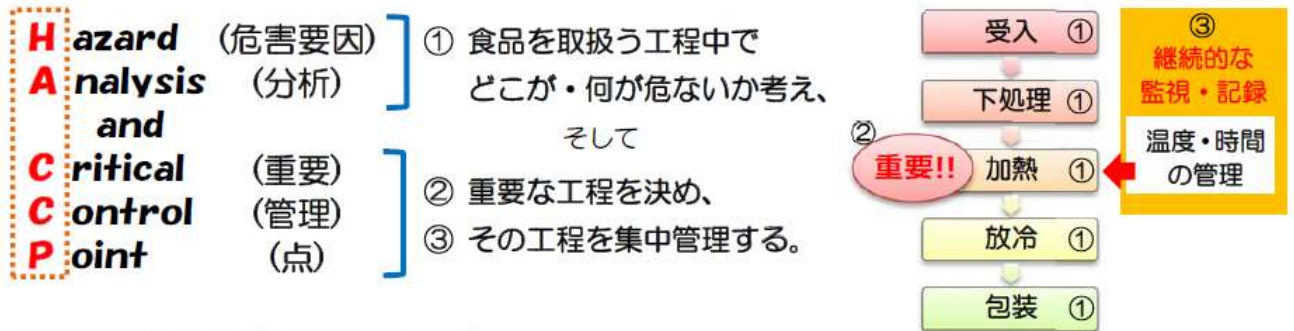 Hazard (危害要因)
Analysis (分析)
and
Critical (重要)
Control (管理)
Point (点)
① 食品を取扱う工程中で
どこが・何が危ないか考え、
そして
② 重要な工程を決め、
③ その工程を集中管理する。
受入 ①
下処理 ①
② 重要!!
加熱 ①
放冷 ①
包装 ①
③
継続的な
監視・記録
温度・時間
の管理